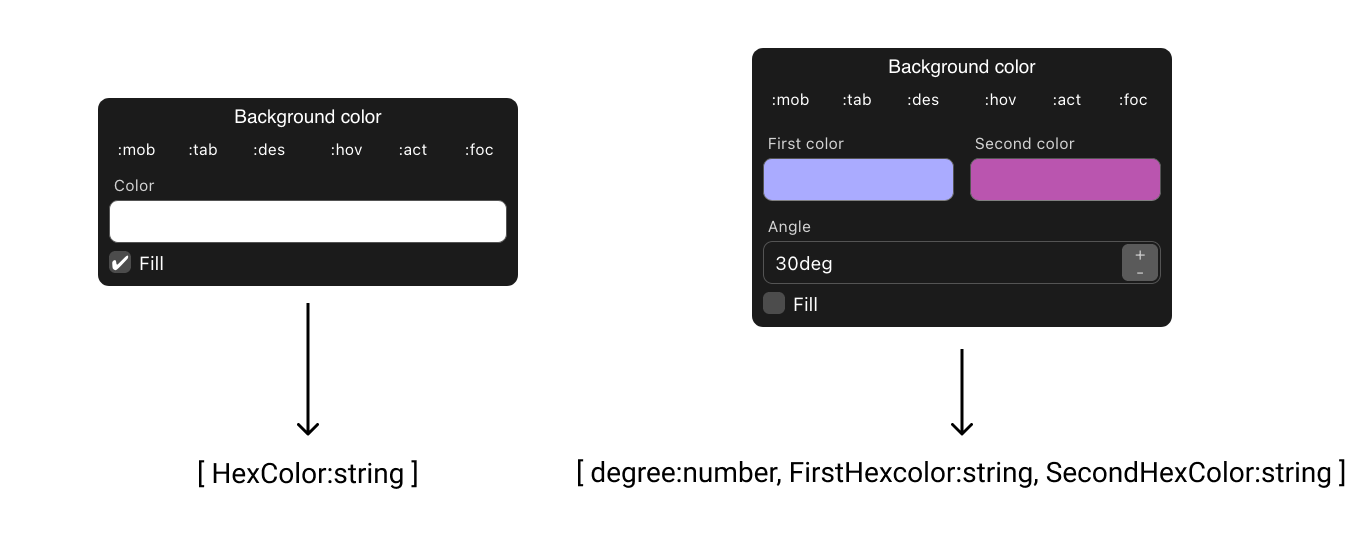 Background color
:mob :tab :des :hov :act :foc
Color
Fill
[ HexColor:string ]
Background color
:mob :tab :des :hov :act :foc
First color Second color
Angle
30deg + -
Fill
[ degree:number, FirstHexcolor:string, SecondHexColor:string ]